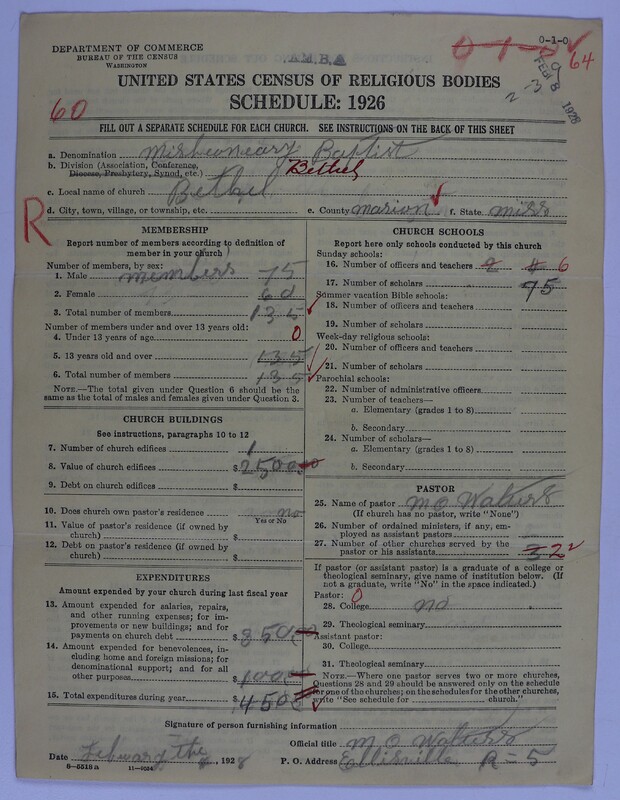 DEPARTMENT OF COMMERCE
BUREAU OF THE CENSUS
WASHINGTON
A.M.B.A
0-1-0
0-1-0
64
FEB 8 1928
UNITED STATES CENSUS OF RELIGIOUS BODIES
SCHEDULE: 1926
60
FILL OUT A SEPARATE SCHEDULE FOR EACH CHURCH. SEE INSTRUCTIONS ON THE BACK OF THIS SHEET
a. Denomination Missioneary Baptist
b. Division (Association, Conference, Diocese, Presbytery, Synod, etc.) Bethel
c. Local name of church Bethel
d. City, town, village, or township, etc. e. County Marion f. State Miss
R
MEMBERSHIP
Report number of members according to definition of member in your church
Number of members, by sex:
1. Male members 75
2. Female 60
3. Total number of members 135
Number of members under and over 13 years old:
4. Under 13 years of age 0
5. 13 years old and over 135
6. Total number of members 135
NOTE.—The total given under Question 6 should be the same as the total of males and females given under Question 3.
CHURCH BUILDINGS
See instructions, paragraphs 10 to 12
7. Number of church edifices 1
8. Value of church edifices $2500
9. Debt on church edifices $
10. Does church own pastor's residence no
Yes or No
11. Value of pastor's residence (if owned by church) $
12. Debt on pastor's residence (if owned by church) $
EXPENDITURES
Amount expended by church during last fiscal year
13. Amount expended for salaries, repairs, and other running expenses; for improvements or new buildings; and for payments on church debt $350
14. Amount expended for benevolences, including home and foreign missions; for denominational support; and for all other purposes $100
15. Total expenditures during year $450
CHURCH SCHOOLS
Report here only schools conducted by this church
Sunday schools:
16. Number of officers and teachers 6
17. Number of scholars 75
Summer vacation Bible schools:
18. Number of officers and teachers
19. Number of scholars
Week-day religious schools:
20. Number of officers and teachers
21. Number of scholars
Parochial schools:
22. Number of administrative officers
23. Number of teachers—
a. Elementary (grades 1 to 8)
b. Secondary
24. Number of scholars—
a. Elementary (grades 1 to 8)
b. Secondary
PASTOR
25. Name of pastor M O Walters
(If church has no pastor, write "None")
26. Number of ordained ministers, if any, employed as assistant pastors
27. Number of other churches served by the pastor or his assistants 3 2
If pastor (or assistant pastor) is a graduate of a college or theological seminary, give name of institution below. (If not a graduate, write "No" in the space indicated.)
Pastor: 0
28. College no
29. Theological seminary
Assistant pastor:
30. College
31. Theological seminary
NOTE.—Where one pastor serves two or more churches, Questions 28 and 29 should be answered only on the schedule for one of the churches; on the schedules for the other churches, write "See schedule for church."
Signature of person furnishing information
Official title M O Walters
Date Febuary the 1928 P. O. Address Ellisville R=5
8-5518a 11-9024